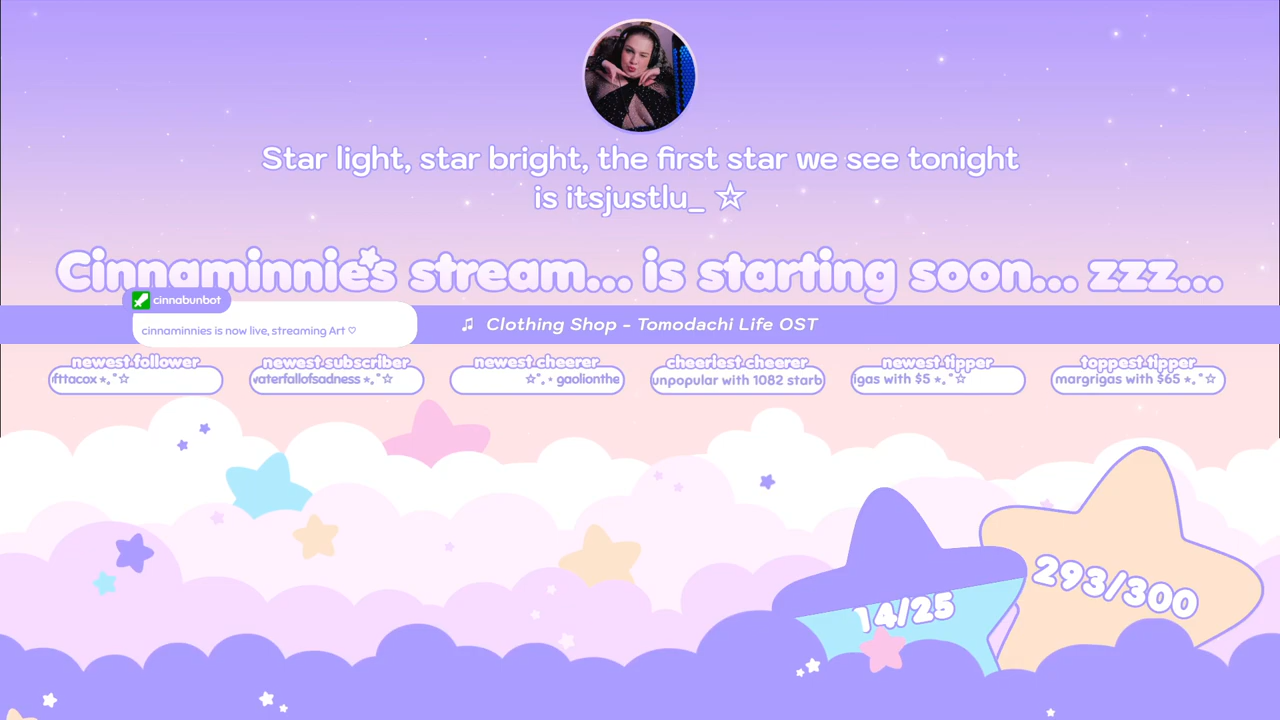 Star light, star bright, the first star we see tonight
is itsjustlu_ ☆
Cinnaminnie's stream... is starting soon... zzz...
cinnabunbot
cinnaminnies is now live, streaming Art ♡
♫ Clothing Shop - Tomodachi Life OST
newest follower
newest subscriber
newest cheerer
cheeriest cheerer
newest tipper
toppest tipper
fttacox ⋆｡˚☆
vaterfallofsadness ⋆｡˚☆
☆˚｡⋆ gaolionthe
unpopular with 1082 starb
igas with $5 ⋆｡˚☆
margrigas with $65 ⋆｡˚☆
293/300
14/25